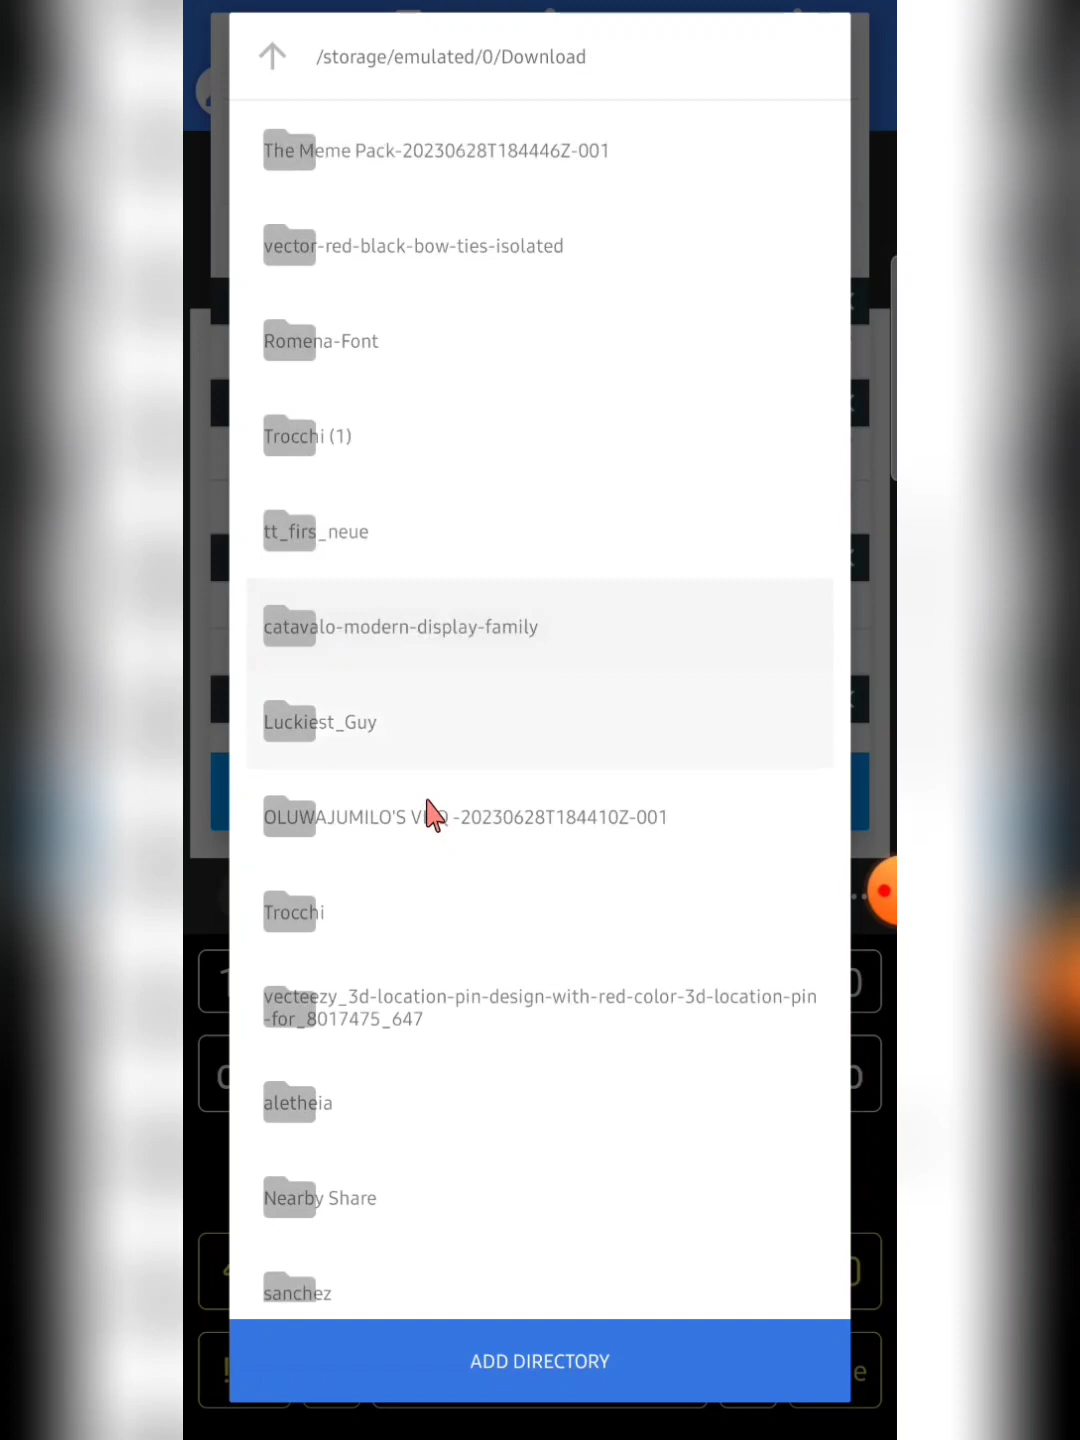 /storage/emulated/0/Download
The Meme Pack-20230628T184446Z-001
vector-red-black-bow-ties-isolated
Romena-Font
Trocchi (1)
tt_firs_neue
catavalo-modern-display-family
Luckiest_Guy
OLUWAJUMILO'S -20230628T184410Z-001
Trocchi
vecteezy_3d-location-pin-design-with-red-color-3d-location-pin
-for_8017475_647
aletheia
Nearby Share
sanchez
ADD DIRECTORY